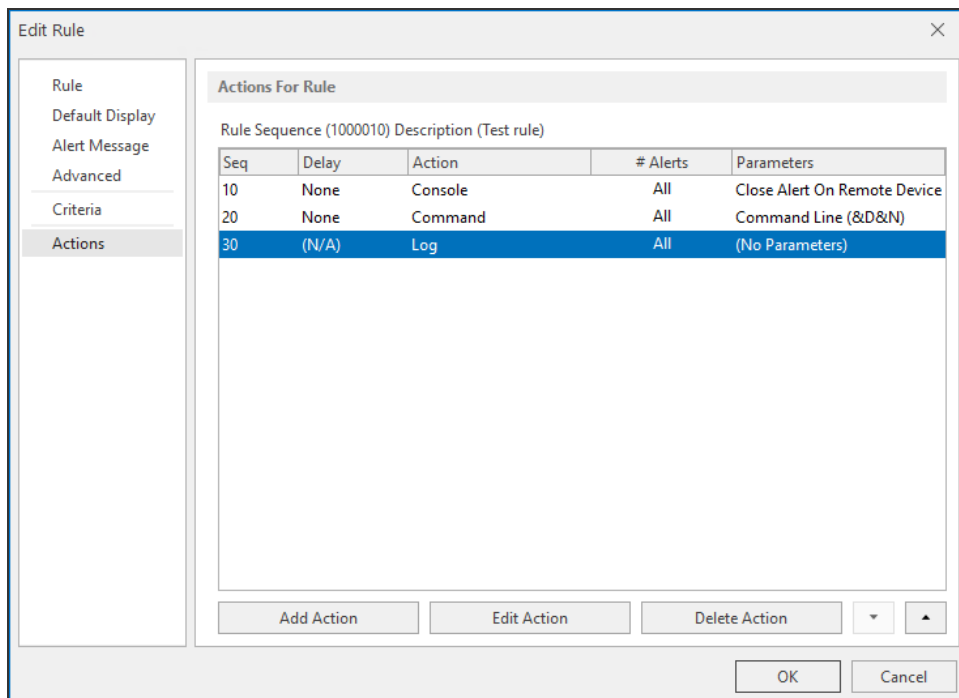 Edit Rule
Rule
Default Display
Alert Message
Advanced
Criteria
Actions
Actions For Rule
Rule Sequence (1000010) Description (Test rule)
Seq Delay Action # Alerts Parameters
10 None Console All Close Alert On Remote Device
20 None Command All Command Line (&D&N)
30 (N/A) Log All (No Parameters)
Add Action Edit Action Delete Action
OK Cancel